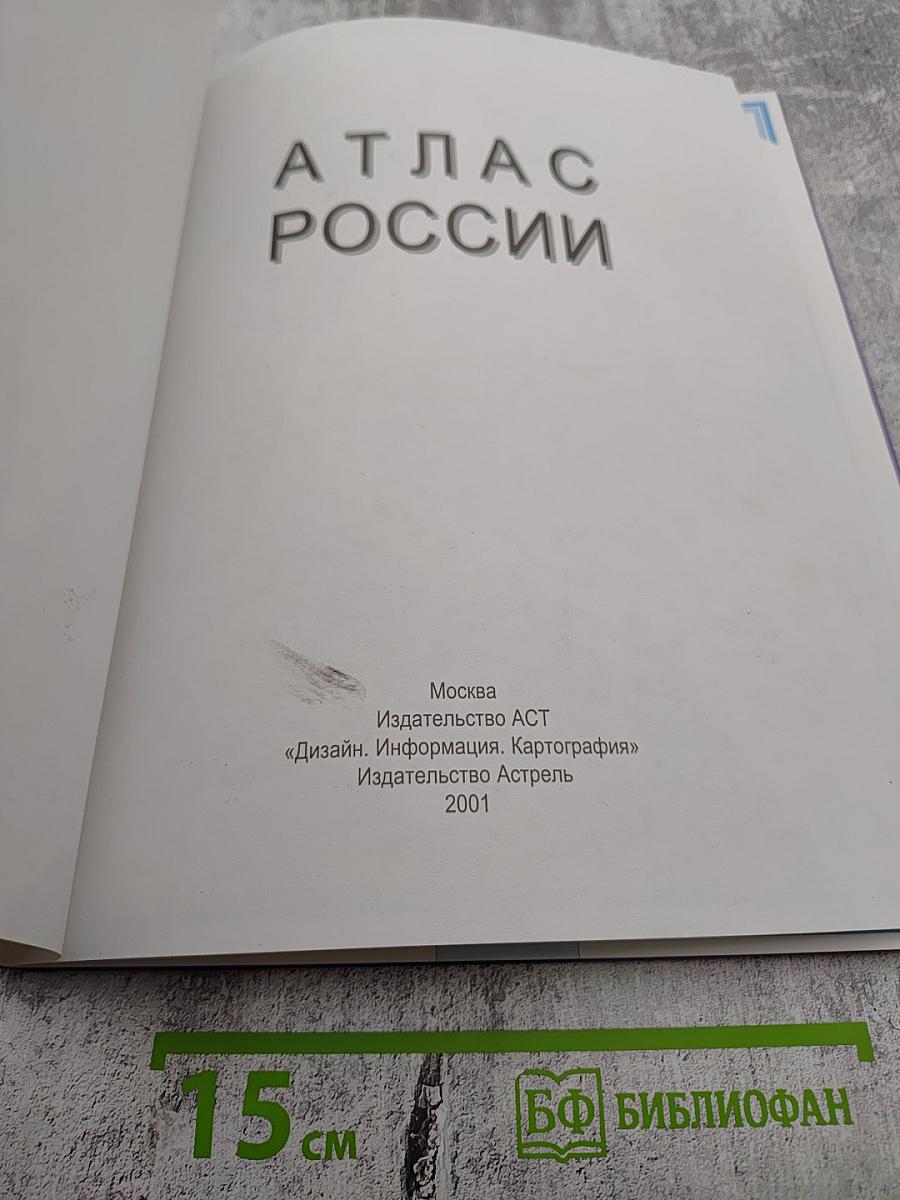 АТЛАС
РОССИИ
Москва
Издательство АСТ
«Дизайн. Информация. Картография»
Издательство Астрель
2001
15 см
БФ БИБЛИОФАН